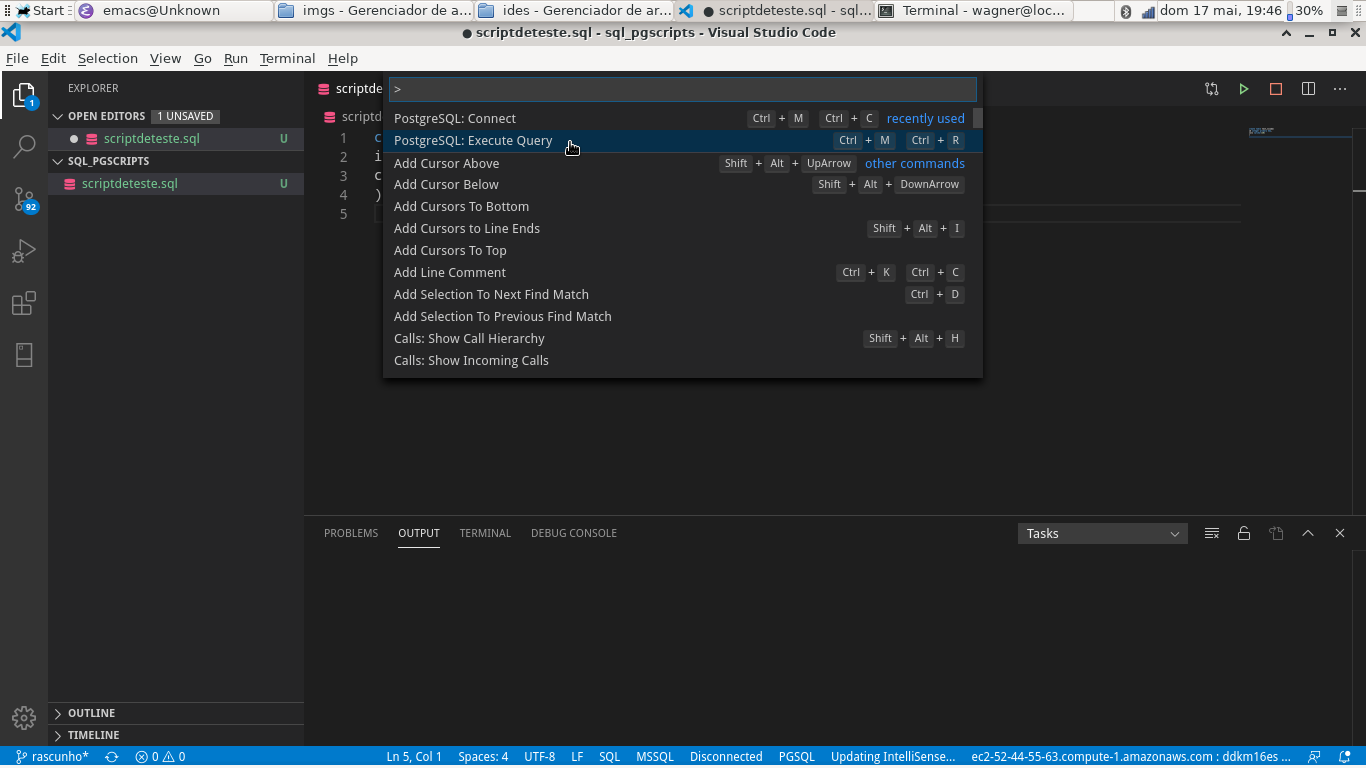 Start emacs@Unknown imgs - Gerenciador de a... ides - Gerenciador de ar... ● scriptdeteste.sql - sql... Terminal - wagner@loc... dom 17 mai, 19:46 30%
● scriptdeteste.sql - sql_pgscripts - Visual Studio Code
File Edit Selection View Go Run Terminal Help
EXPLORER
1
OPEN EDITORS 1 UNSAVED
● scriptdeteste.sql U
SQL_PGSCRIPTS
scriptdeteste.sql U
92
OUTLINE
TIMELINE
scriptde
scriptd
1 c
2 i
3 c
4 )
5
>
PostgreSQL: Connect Ctrl + M Ctrl + C recently used
PostgreSQL: Execute Query Ctrl + M Ctrl + R
Add Cursor Above Shift + Alt + UpArrow other commands
Add Cursor Below Shift + Alt + DownArrow
Add Cursors To Bottom
Add Cursors to Line Ends Shift + Alt + I
Add Cursors To Top
Add Line Comment Ctrl + K Ctrl + C
Add Selection To Next Find Match Ctrl + D
Add Selection To Previous Find Match
Calls: Show Call Hierarchy Shift + Alt + H
Calls: Show Incoming Calls
PROBLEMS OUTPUT TERMINAL DEBUG CONSOLE Tasks
rascunho* 0 0 Ln 5, Col 1 Spaces: 4 UTF-8 LF SQL MSSQL Disconnected PGSQL Updating IntelliSense... ec2-52-44-55-63.compute-1.amazonaws.com : ddkm16es ...